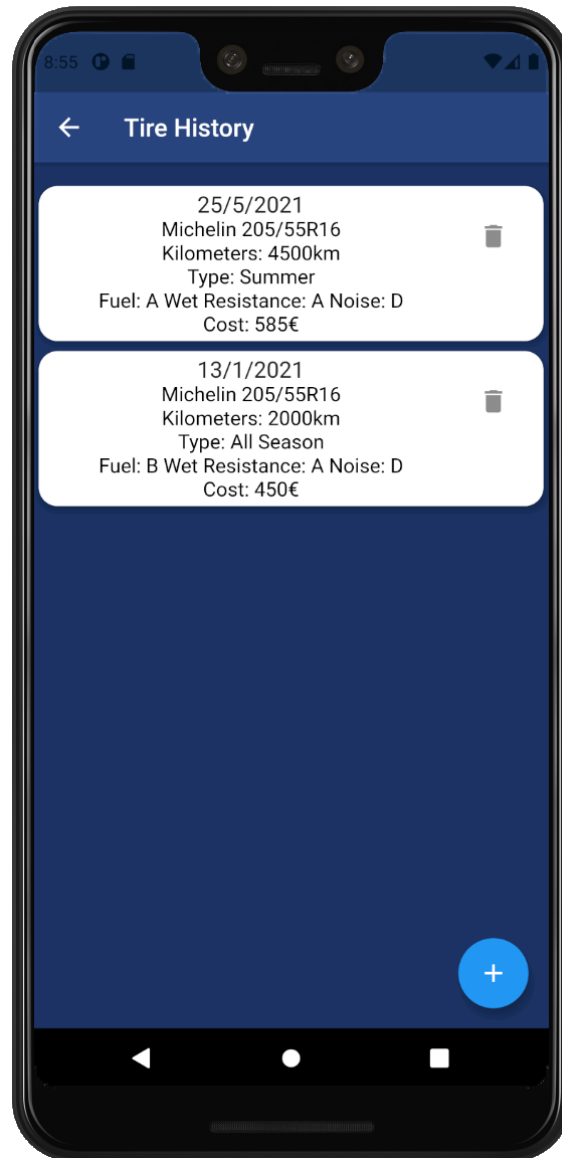 8:55
Tire History
25/5/2021
Michelin 205/55R16
Kilometers: 4500km
Type: Summer
Fuel: A Wet Resistance: A Noise: D
Cost: 585€
13/1/2021
Michelin 205/55R16
Kilometers: 2000km
Type: All Season
Fuel: B Wet Resistance: A Noise: D
Cost: 450€